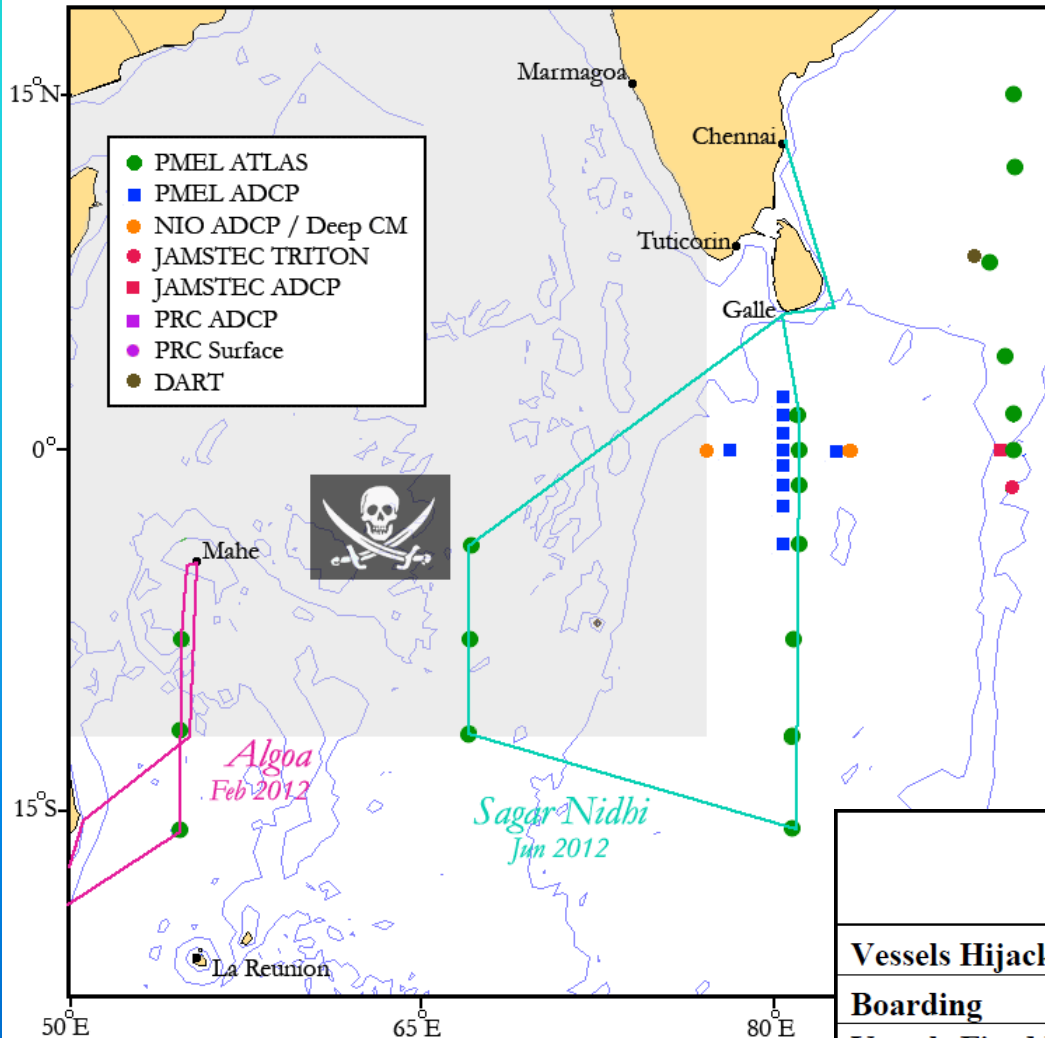 Marmagoa
15°N
Chennai
PMEL ATLAS
PMEL ADCP
NIO ADCP / Deep CM
JAMSTEC TRITON
JAMSTEC ADCP
PRC ADCP
PRC Surface
DART
Tuticorin
Galle
0°
Mahe
Algoa
Feb 2012
15°S
Sagar Nidhi
Jun 2012
La Reunion
Vessels Hijack
Boarding
50°E
65°E
80°E